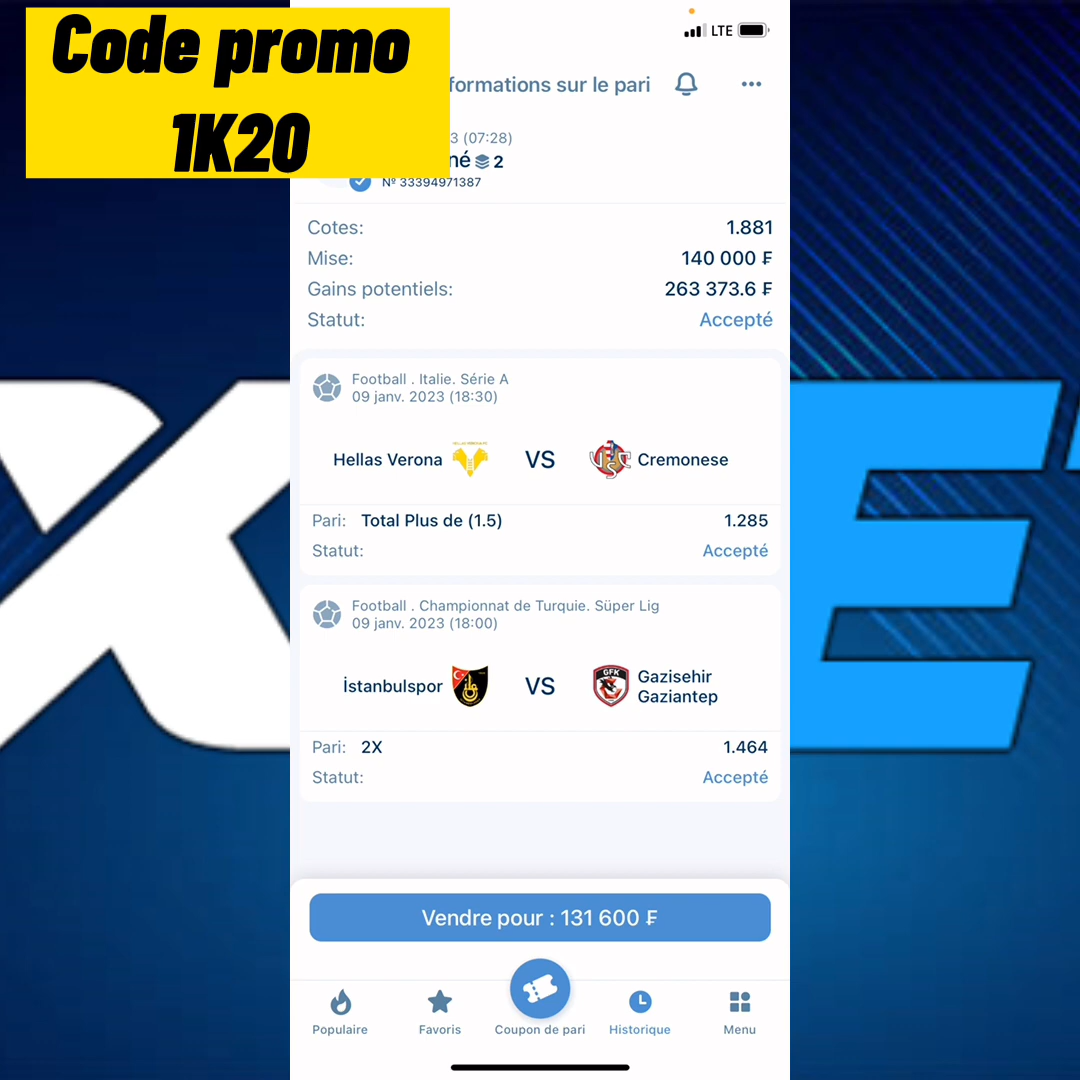 Code promo
1K20
LTE
formations sur le pari
3 (07:28)
né 2
Nº 33394971387
Cotes: 1.881
Mise: 140 000 ₣
Gains potentiels: 263 373.6 ₣
Statut: Accepté
Football . Italie. Série A
09 janv. 2023 (18:30)
Hellas Verona VS Cremonese
Pari: Total Plus de (1.5) 1.285
Statut: Accepté
Football . Championnat de Turquie. Süper Lig
09 janv. 2023 (18:00)
İstanbulspor VS Gazisehir
Gaziantep
GFK
Pari: 2X 1.464
Statut: Accepté
Vendre pour : 131 600 ₣
Populaire Favoris Coupon de pari Historique Menu
X E